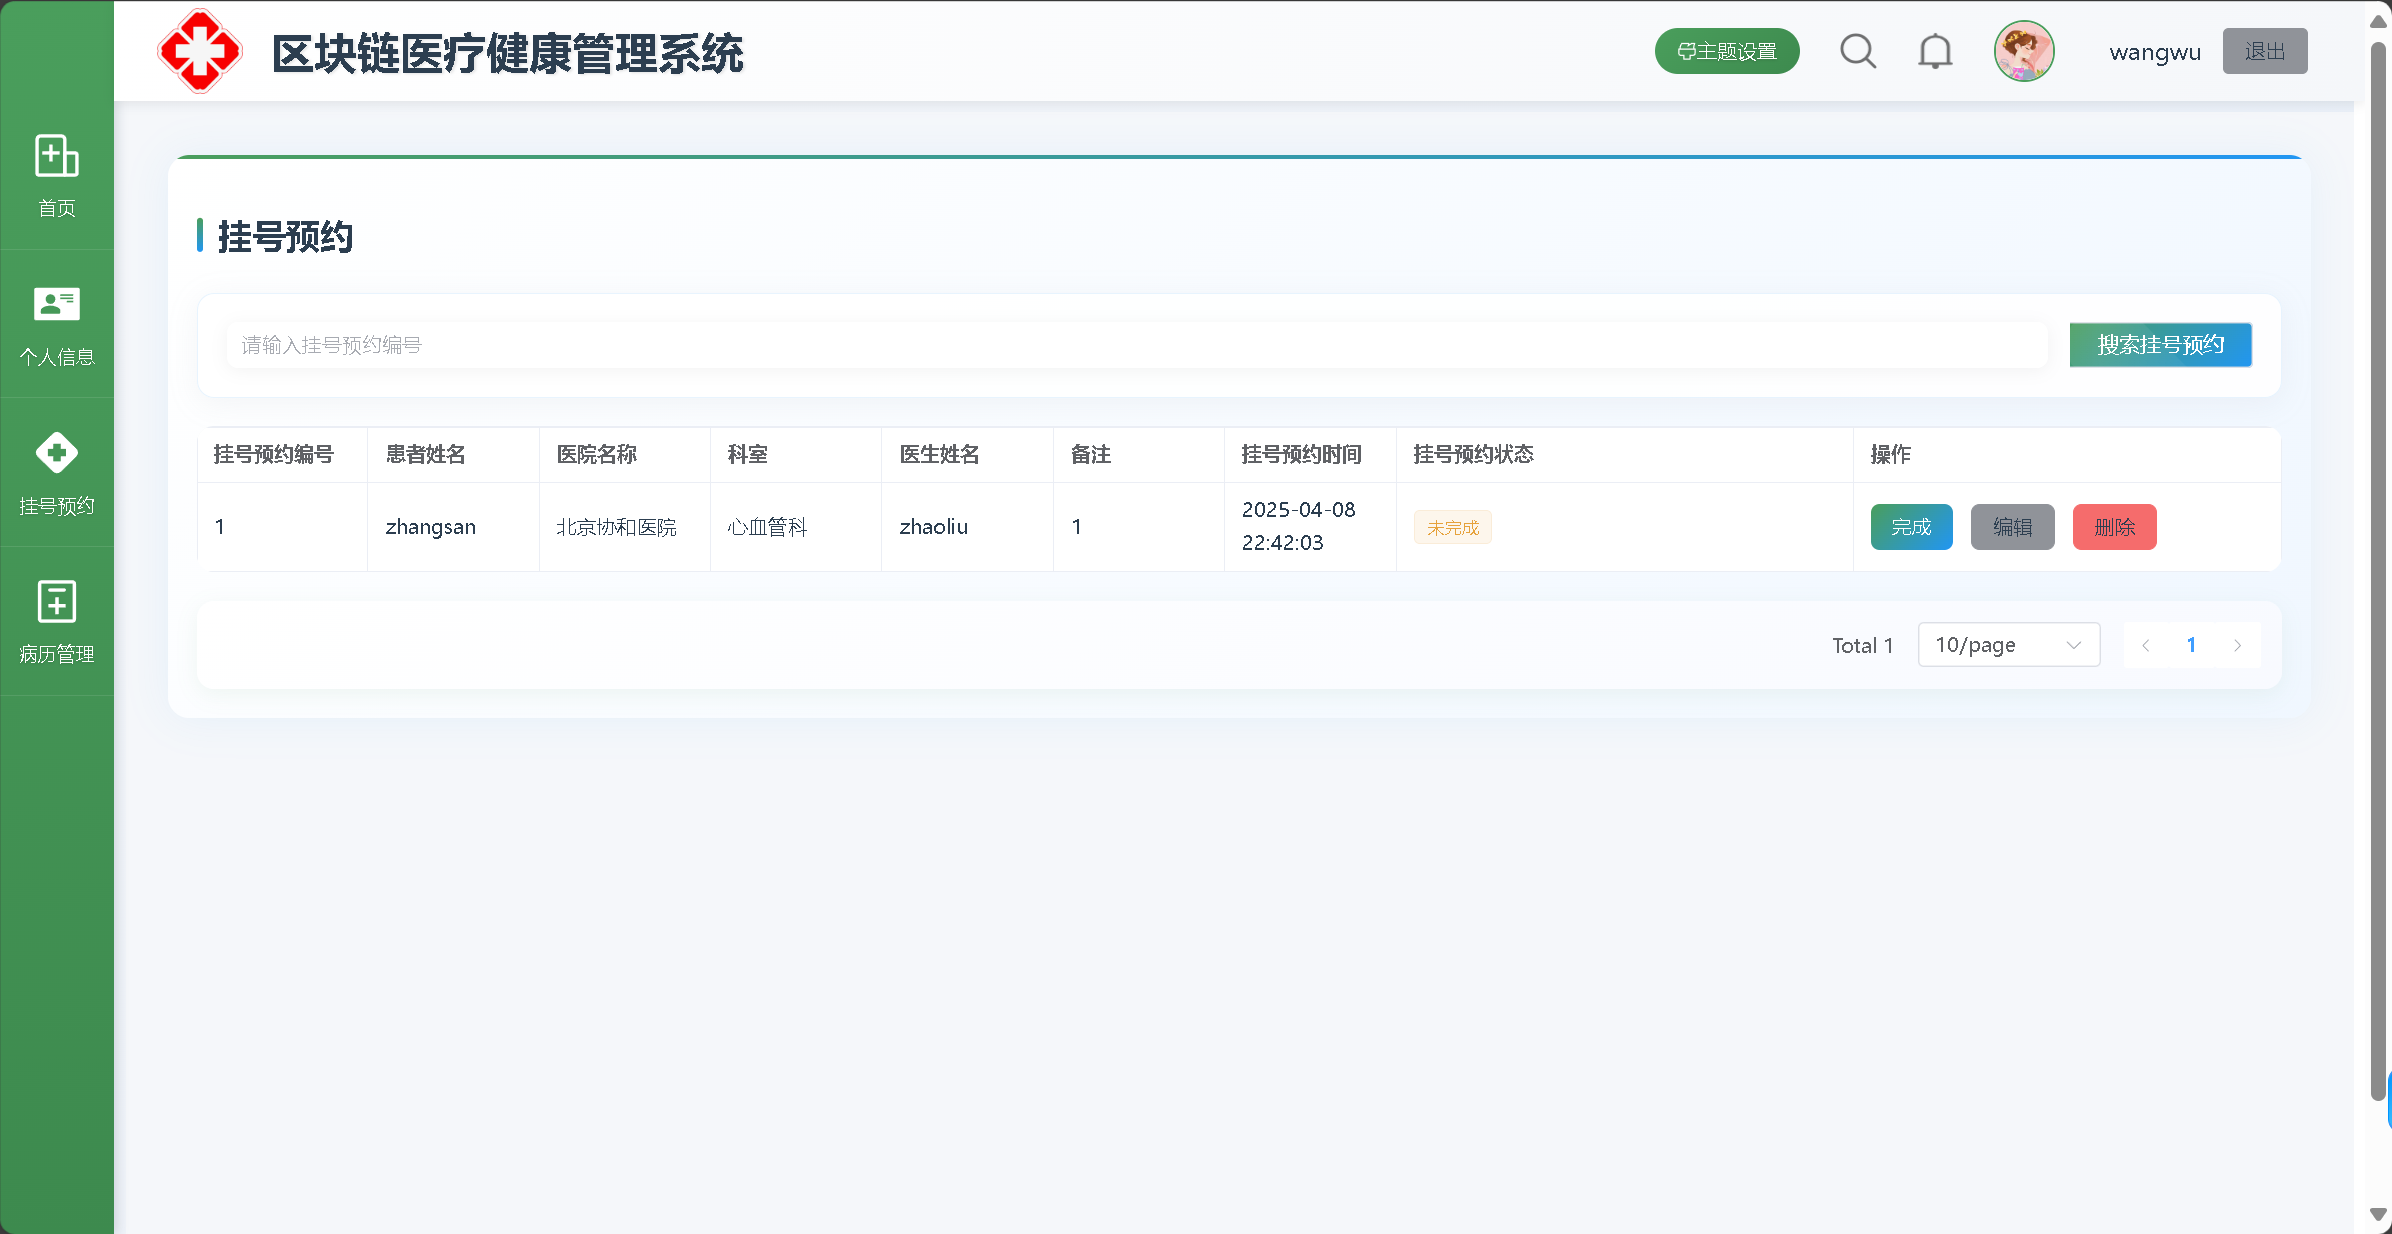 区块链医疗健康管理系统
主题设置
wangwu
退出
首页
个人信息
挂号预约
病历管理
挂号预约
请输入挂号预约编号
搜索挂号预约
挂号预约编号 患者姓名 医院名称 科室 医生姓名 备注 挂号预约时间 挂号预约状态 操作
1 zhangsan 北京协和医院 心血管科 zhaoliu 1 2025-04-08 22:42:03 未完成 完成 编辑 删除
Total 1 10/page 1